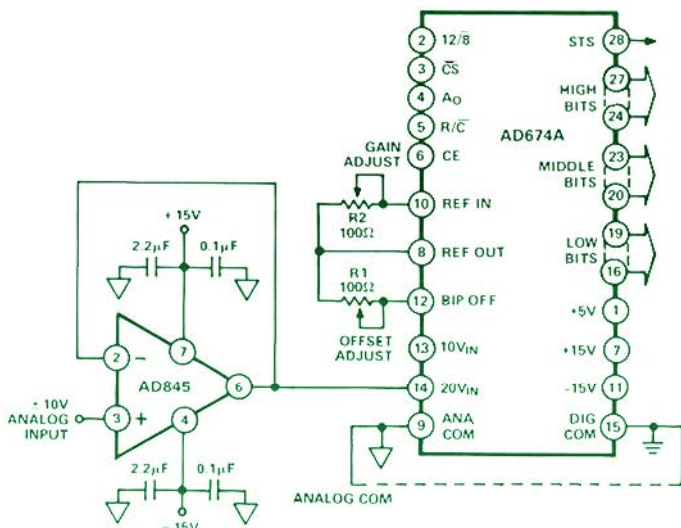 2 12/8̅
3 C̅S̅
4 A₀
5 R/C̅
6 CE
10 REF IN
8 REF OUT
12 BIP OFF
13 10VIN
14 20VIN
9 ANA COM
AD674A
STS 28
27
HIGH BITS
24
23
MIDDLE BITS
20
19
LOW BITS
16
+5V 1
+15V 7
-15V 11
DIG COM 15
GAIN ADJUST
R2
100Ω
R1
100Ω
OFFSET ADJUST
+15V
2.2μF
0.1μF
2
−
7
AD845
6
3
+
4
±10V
ANALOG
INPUT
2.2μF
0.1μF
−15V
ANALOG COM